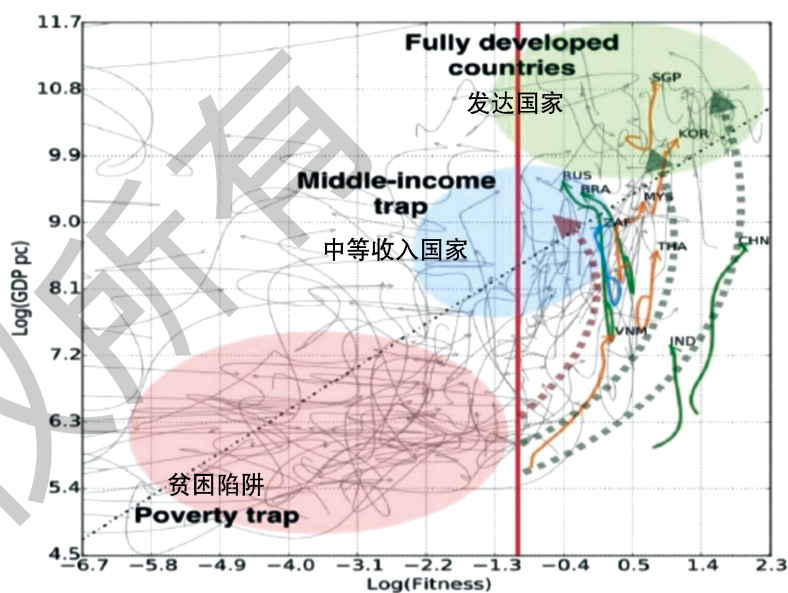 11.7
Fully developed
countries
发达国家
SGP
10.8
KOR
9.9
RUS
BRA
Middle-income
trap
MYS
9.0
ZAF
中等收入国家
THA
CHN
Log(GDP pc)
8.1
VNM
IND
7.2
6.3
贫困陷阱
5.4
Poverty trap
4.5
−6.7 −5.8 −4.9 −4.0 −3.1 −2.2 −1.3 −0.4 0.5 1.4 2.3
Log(Fitness)
所有